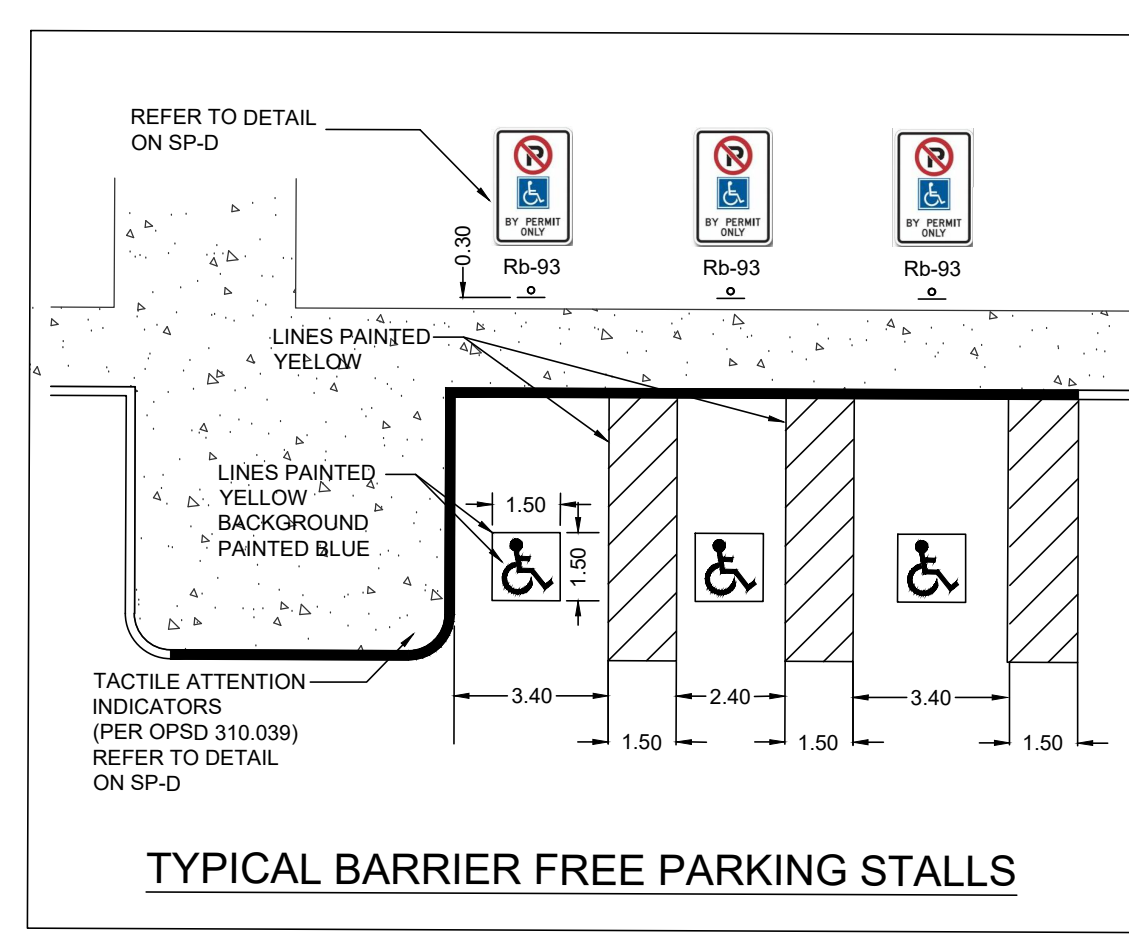 REFER TO DETAIL
ON SP-D
P
BY PERMIT
ONLY
P
BY PERMIT
ONLY
P
BY PERMIT
ONLY
0.30
Rb-93
Rb-93
Rb-93
LINES PAINTED
YELLOW
LINES PAINTED
YELLOW
BACKGROUND
PAINTED BLUE
1.50
1.50
TACTILE ATTENTION
INDICATORS
(PER OPSD 310.039)
REFER TO DETAIL
ON SP-D
3.40
2.40
3.40
1.50
1.50
1.50
TYPICAL BARRIER FREE PARKING STALLS